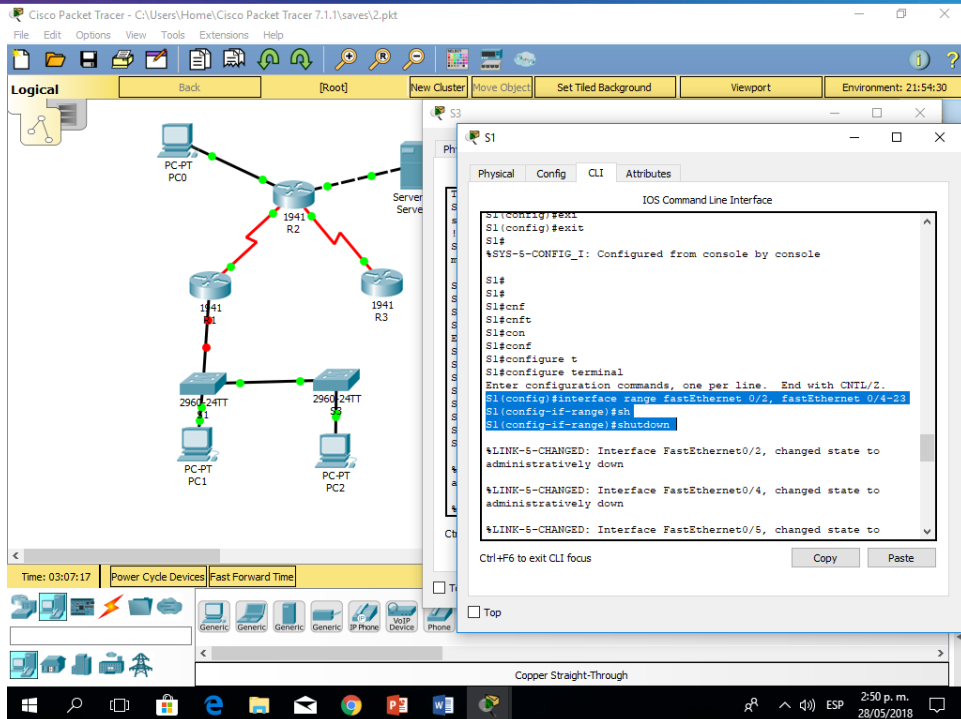 Cisco Packet Tracer - C:\Users\Home\Cisco Packet Tracer 7.1.1\saves\2.pkt
File Edit Options View Tools Extensions Help
Logical
Back
[Root]
New Cluster
Move Object
Set Tiled Background
Viewport
Environment: 21:54:30
PC-PT
PC0
Server
Serve
1941
R2
1941
R1
1941
R3
2960-24TT
S1
2960-24TT
S3
PC-PT
PC1
PC-PT
PC2
S3
S1
Physical Config CLI Attributes
IOS Command Line Interface
S1(config)#exi
S1(config)#exit
S1#
%SYS-5-CONFIG_I: Configured from console by console
S1#
S1#
S1#cnf
S1#cnft
S1#con
S1#conf
S1#configure t
S1#configure terminal
Enter configuration commands, one per line. End with CNTL/Z.
S1(config)#interface range fastEthernet 0/2, fastEthernet 0/4-23
S1(config-if-range)#sh
S1(config-if-range)#shutdown
%LINK-5-CHANGED: Interface FastEthernet0/2, changed state to
administratively down
%LINK-5-CHANGED: Interface FastEthernet0/4, changed state to
administratively down
%LINK-5-CHANGED: Interface FastEthernet0/5, changed state to
Ctrl+F6 to exit CLI focus
Copy
Paste
Top
Time: 03:07:17
Power Cycle Devices
Fast Forward Time
Generic
Generic
Generic
Generic
IP Phone
VoIP
Device
Phone
Copper Straight-Through
ESP
2:50 p. m.
28/05/2018